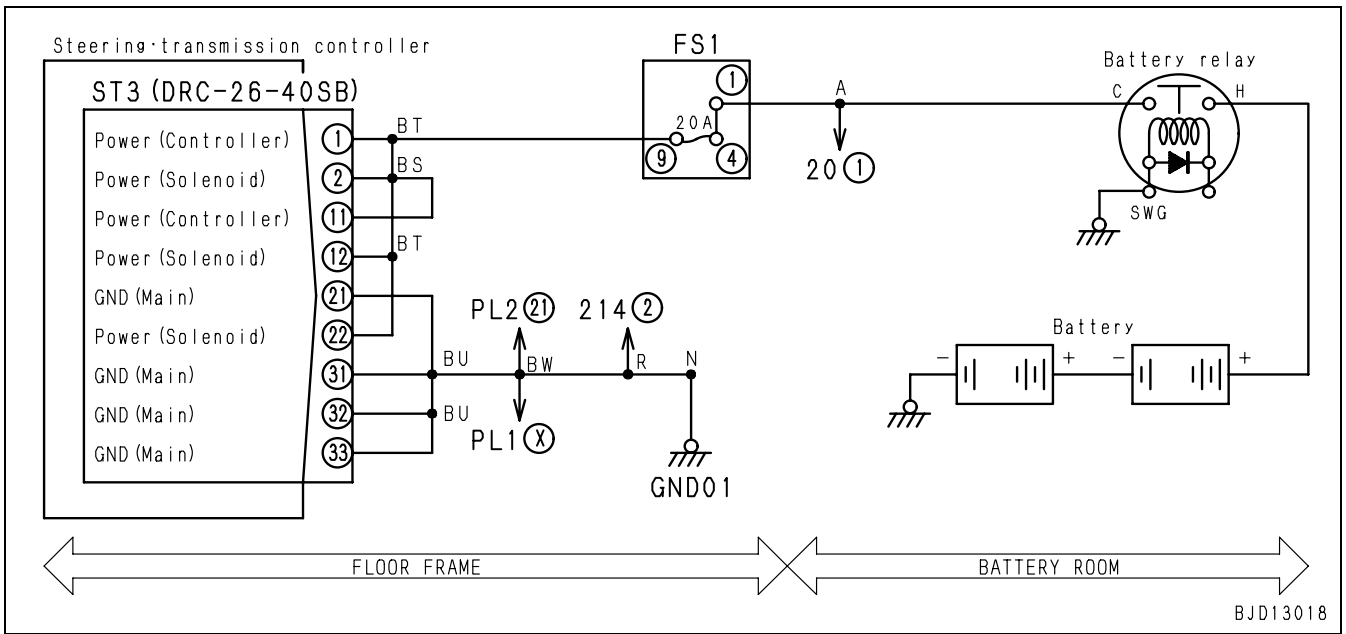 Steering·transmission controller
FS1
Battery relay
ST3 (DRC-26-40SB)
1
A
C
H
Power (Controller) 1 BT
20A
9
4
Power (Solenoid) 2 BS
20 1
Power (Controller) 11
SWG
Power (Solenoid) 12 BT
GND (Main) 21
PL2 21
214 2
Power (Solenoid) 22
Battery
GND (Main) 31 BU
BW
R
N
- +
- +
GND (Main) 32 BU
PL1 X
GND (Main) 33
GND01
FLOOR FRAME
BATTERY ROOM
BJD13018